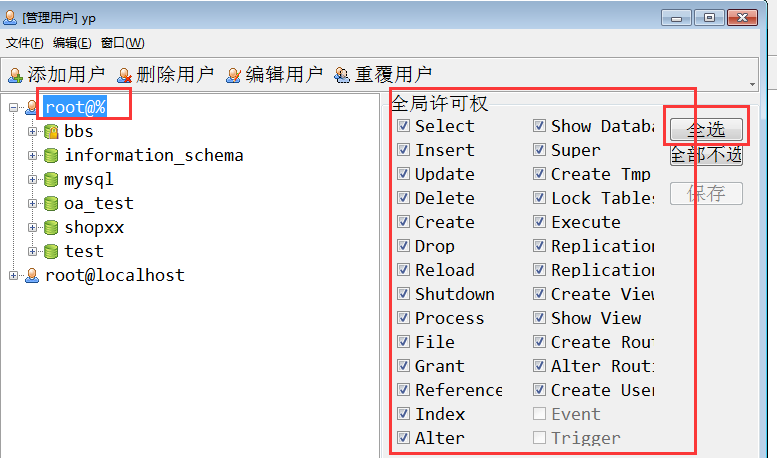 [管理用户] yp
文件(F) 编辑(E) 窗口(W)
添加用户 删除用户 编辑用户 重覆用户
root@%
bbs
information_schema
mysql
oa_test
shopxx
test
root@localhost
全局许可权
Select Show Databa
Insert Super
Update Create Tmp
Delete Lock Tables
Create Execute
Drop Replication
Reload Replication
Shutdown Create View
Process Show View
File Create Rout
Grant Alter Routi
Reference Create User
Index Event
Alter Trigger
全选
全部不选
保存